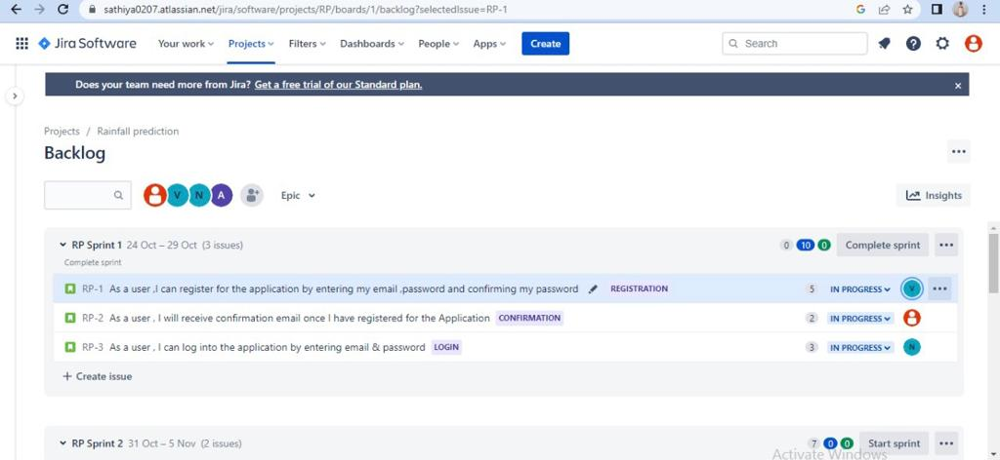 sathiya0207.atlassian.net/jira/software/projects/RP/boards/1/backlog?selectedIssue=RP-1
Jira Software Your work Projects Filters Dashboards People Apps Create Search
Does your team need more from Jira? Get a free trial of our Standard plan.
Projects / Rainfall prediction
Backlog
V N A Epic Insights
RP Sprint 1 24 Oct – 29 Oct (3 issues) 0 10 0 Complete sprint
Complete sprint
RP-1 As a user ,I can register for the application by entering my email ,password and confirming my password REGISTRATION 5 IN PROGRESS V
RP-2 As a user , I will receive confirmation email once I have registered for the Application CONFIRMATION 2 IN PROGRESS
RP-3 As a user , I can log into the application by entering email & password LOGIN 3 IN PROGRESS N
+ Create issue
RP Sprint 2 31 Oct – 5 Nov (2 issues) 7 0 0 Start sprint
Activate Windows